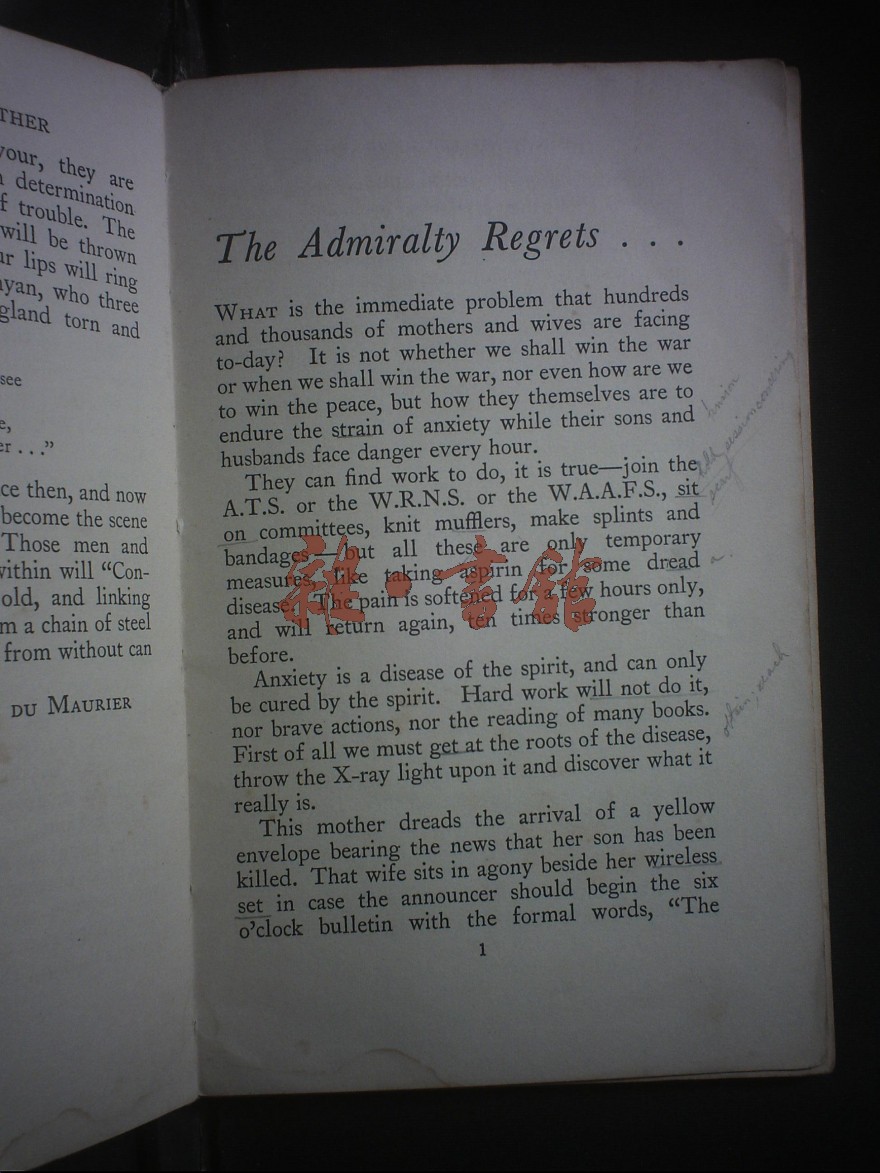 THER
your, they are
determination
f trouble. The
will be thrown
ur lips will ring
nyan, who three
gland torn and
see
e,
er . . .”
ce then, and now
become the scene
Those men and
within will “Con-
old, and linking
m a chain of steel
from without can
DU MAURIER
The Admiralty Regrets . . .
WHAT is the immediate problem that hundreds
and thousands of mothers and wives are facing
to-day? It is not whether we shall win the war
or when we shall win the war, nor even how are we
to win the peace, but how they themselves are to
endure the strain of anxiety while their sons and
husbands face danger every hour.
They can find work to do, it is true—join the
A.T.S. or the W.R.N.S. or the W.A.A.F.S., sit
on committees, knit mufflers, make splints and
bandages—but all these are only temporary
measures, like taking aspirin for some dread
disease. The pain is softened for a few hours only,
and will return again, ten times stronger than
before.
Anxiety is a disease of the spirit, and can only
be cured by the spirit. Hard work will not do it,
nor brave actions, nor the reading of many books.
First of all we must get at the roots of the disease,
throw the X-ray light upon it and discover what it
really is.
This mother dreads the arrival of a yellow
envelope bearing the news that her son has been
killed. That wife sits in agony beside her wireless
set in case the announcer should begin the six
o’clock bulletin with the formal words, “The
1
雜·書館